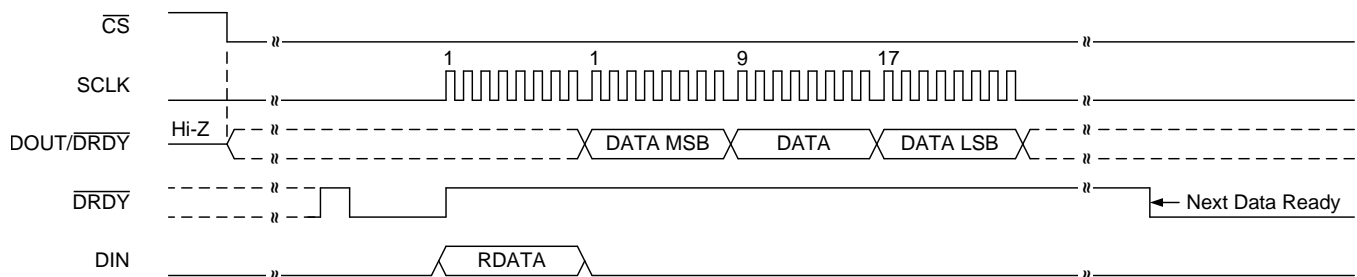 CS
1 1 9 17
SCLK
Hi-Z
DOUT/DRDY DATA MSB DATA DATA LSB
DRDY Next Data Ready
DIN RDATA